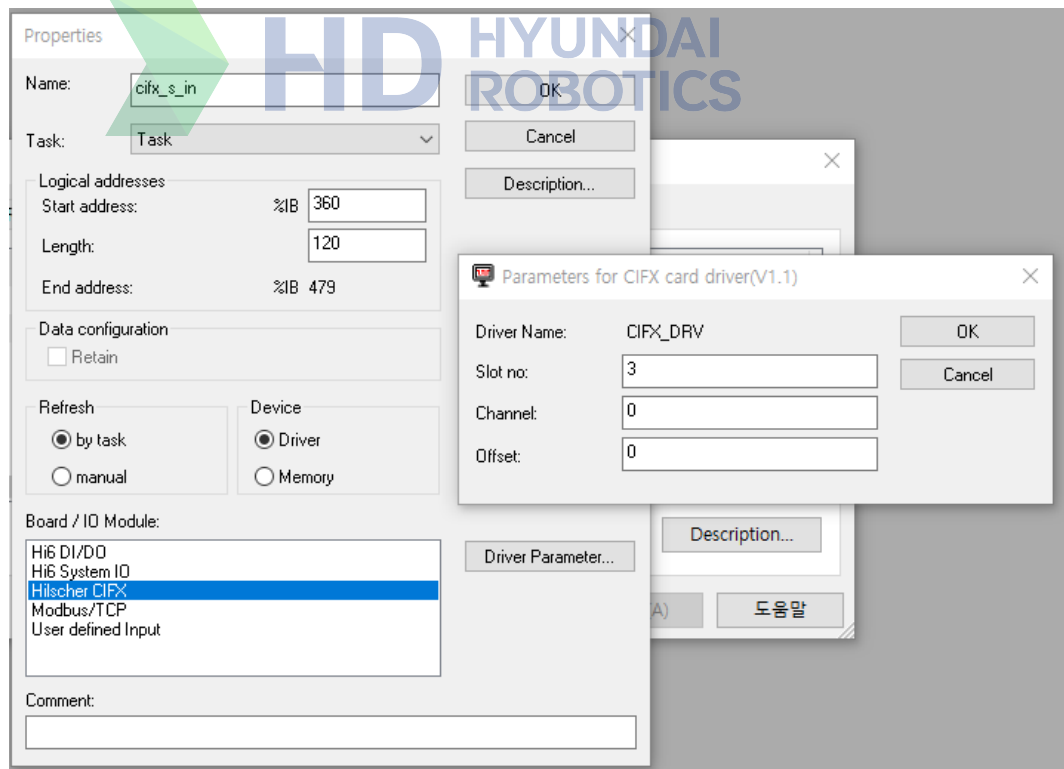 HD HYUNDAI
ROBOTICS
Properties
Name: cifx_s_in
OK
Task: Task
Cancel
Description...
Logical addresses
Start address: %IB 360
Length: 120
End address: %IB 479
Data configuration
Retain
Refresh
by task
manual
Device
Driver
Memory
Board / IO Module:
Hi6 DI/DO
Hi6 System IO
Hilscher CIFX
Modbus/TCP
User defined Input
Driver Parameter...
Comment:
Parameters for CIFX card driver(V1.1)
Driver Name: CIFX_DRV
OK
Slot no: 3
Cancel
Channel: 0
Offset: 0
Description...
A)
도움말